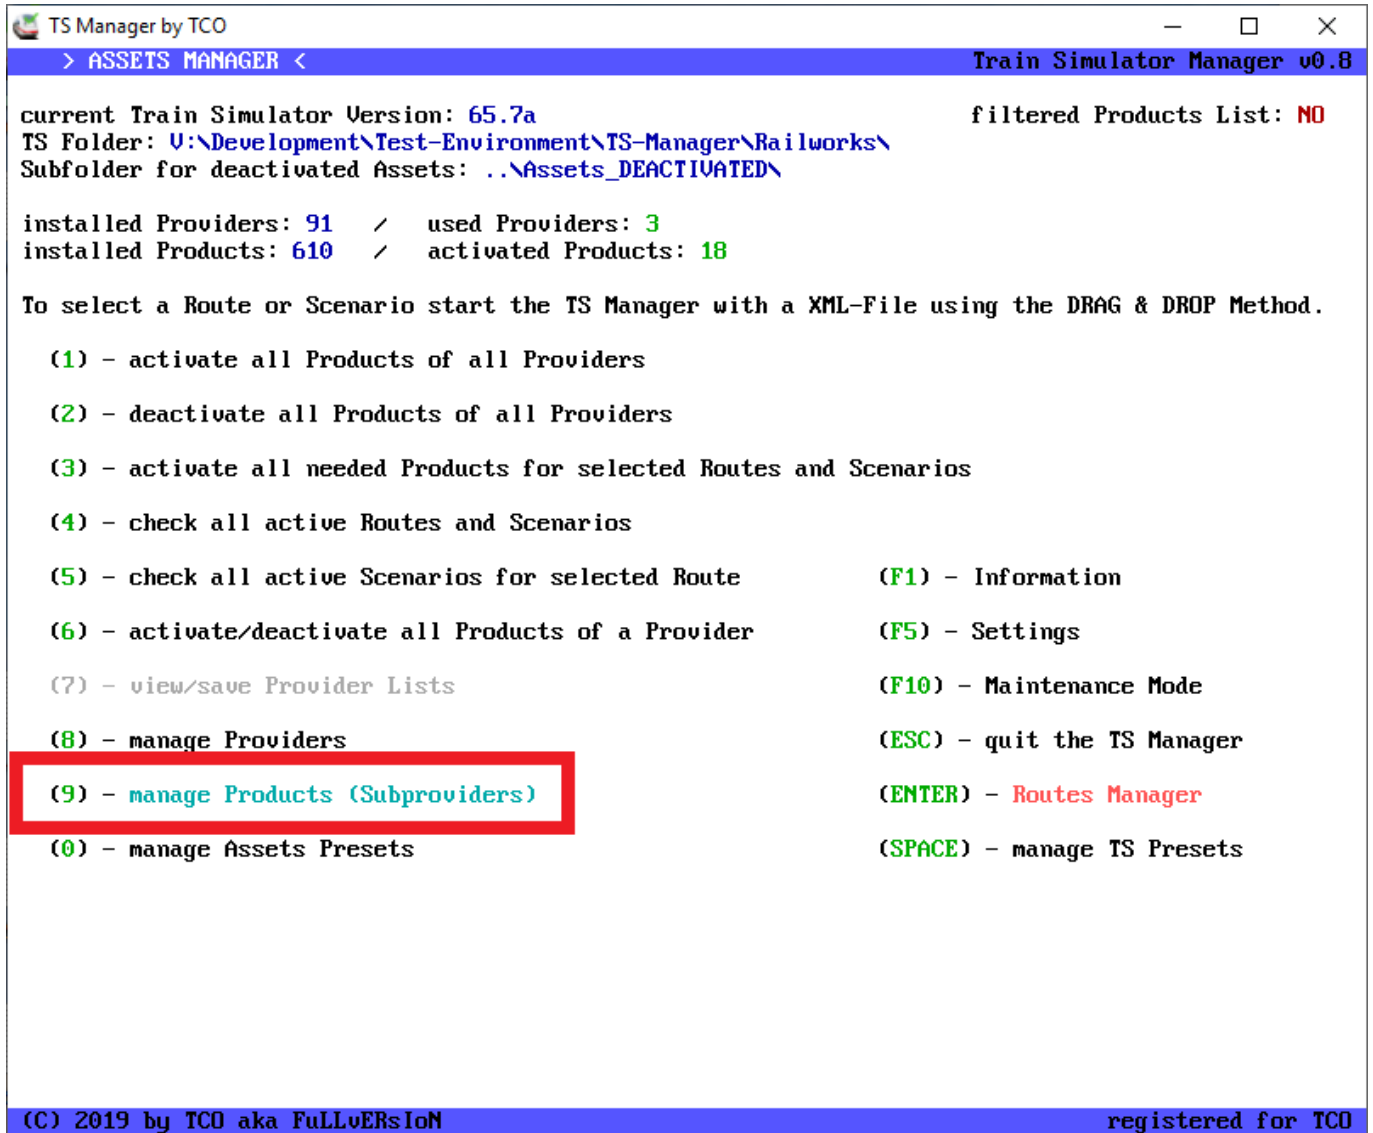 TS Manager by TCO
> ASSETS MANAGER < Train Simulator Manager v0.8
current Train Simulator Version: 65.7a filtered Products List: NO
TS Folder: V:\Development\Test-Environment\TS-Manager\Railworks\
Subfolder for deactivated Assets: ..\Assets_DEACTIVATED\
installed Providers: 91 / used Providers: 3
installed Products: 610 / activated Products: 18
To select a Route or Scenario start the TS Manager with a XML-File using the DRAG & DROP Method.
(1) - activate all Products of all Providers
(2) - deactivate all Products of all Providers
(3) - activate all needed Products for selected Routes and Scenarios
(4) - check all active Routes and Scenarios
(5) - check all active Scenarios for selected Route (F1) - Information
(6) - activate/deactivate all Products of a Provider (F5) - Settings
(7) - view/save Provider Lists (F10) - Maintenance Mode
(8) - manage Providers (ESC) - quit the TS Manager
(9) - manage Products (Subproviders) (ENTER) - Routes Manager
(0) - manage Assets Presets (SPACE) - manage TS Presets
(C) 2019 by TCO aka FuLLvERsIoN registered for TCO